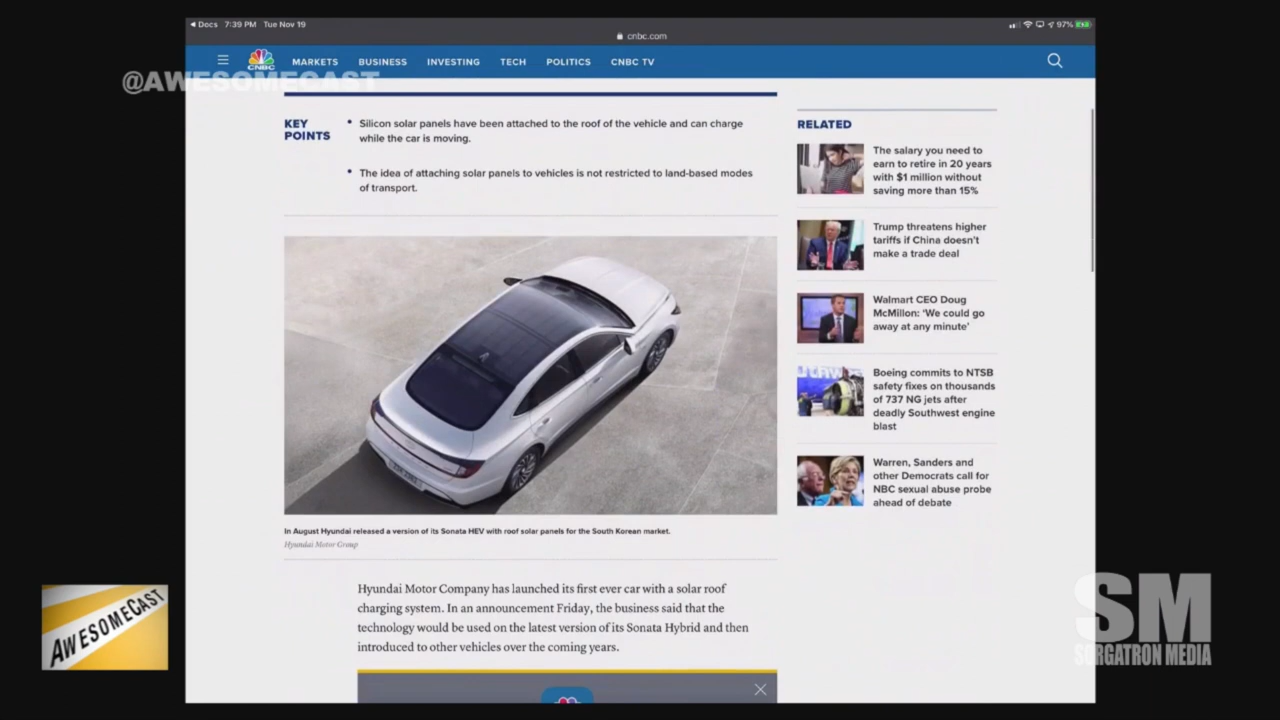 Docs 7:39 PM Tue Nov 19
97%
cnbc.com
CNBC
MARKETS BUSINESS INVESTING TECH POLITICS CNBC TV
@AWESOMECAST
KEY
POINTS
Silicon solar panels have been attached to the roof of the vehicle and can charge
while the car is moving.
The idea of attaching solar panels to vehicles is not restricted to land-based modes
of transport.
In August Hyundai released a version of its Sonata HEV with roof solar panels for the South Korean market.
Hyundai Motor Group
Hyundai Motor Company has launched its first ever car with a solar roof
charging system. In an announcement Friday, the business said that the
technology would be used on the latest version of its Sonata Hybrid and then
introduced to other vehicles over the coming years.
RELATED
The salary you need to
earn to retire in 20 years
with $1 million without
saving more than 15%
Trump threatens higher
tariffs if China doesn't
make a trade deal
Walmart CEO Doug
McMillon: 'We could go
away at any minute'
Boeing commits to NTSB
safety fixes on thousands
of 737 NG jets after
deadly Southwest engine
blast
Warren, Sanders and
other Democrats call for
NBC sexual abuse probe
ahead of debate
AWESOMECAST
SM
SORGATRON MEDIA